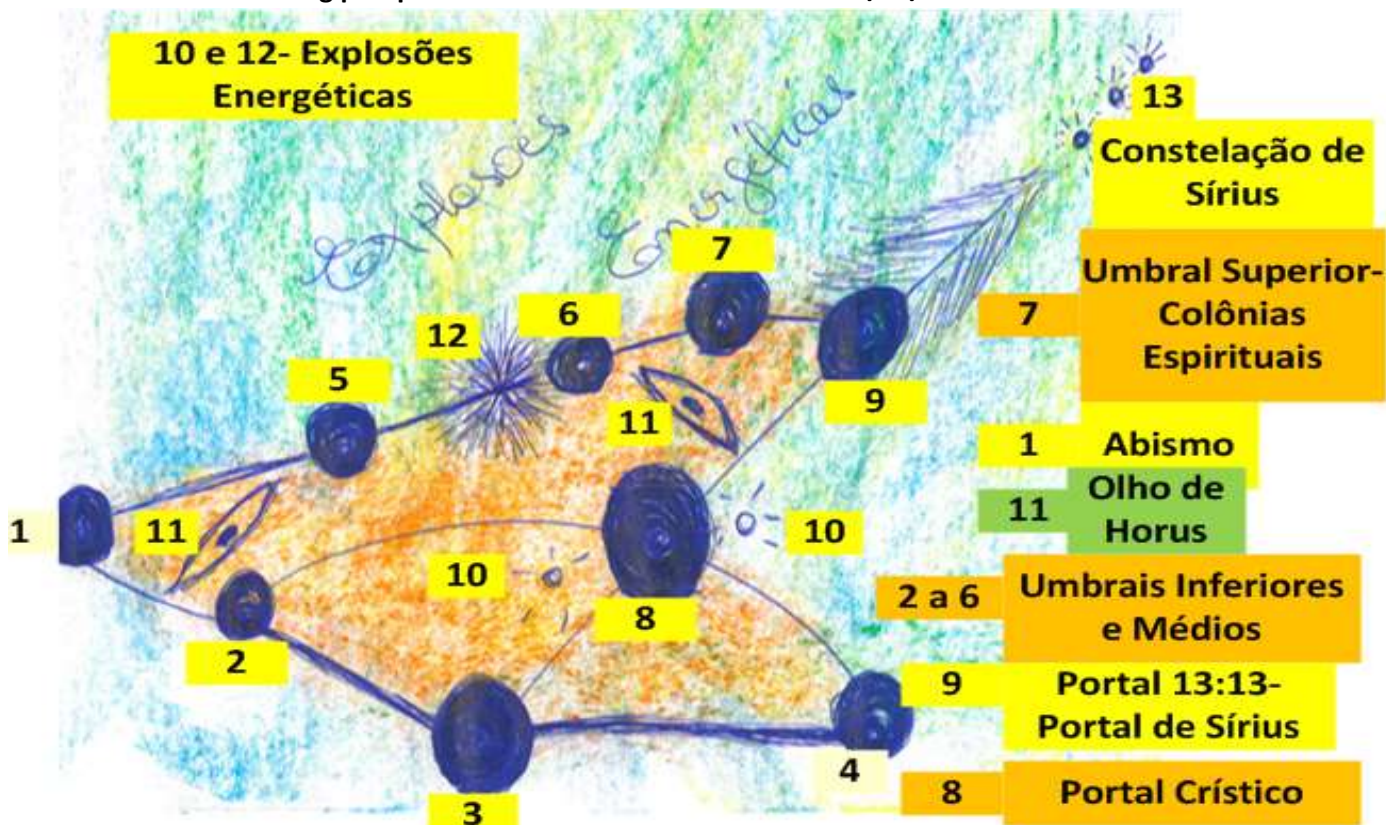 10 e 12- Explosões
Energéticas
Explosoes Energéticas
13
Constelação de
Sírius
7
Umbral Superior-
7 Colônias
Espirituais
12
6
5
9
11
1 Abismo
1
11
11 Olho de
Horus
10
10
2 a 6 Umbrais Inferiores
e Médios
8
2
9 Portal 13:13-
Portal de Sírius
4
8 Portal Crístico
3